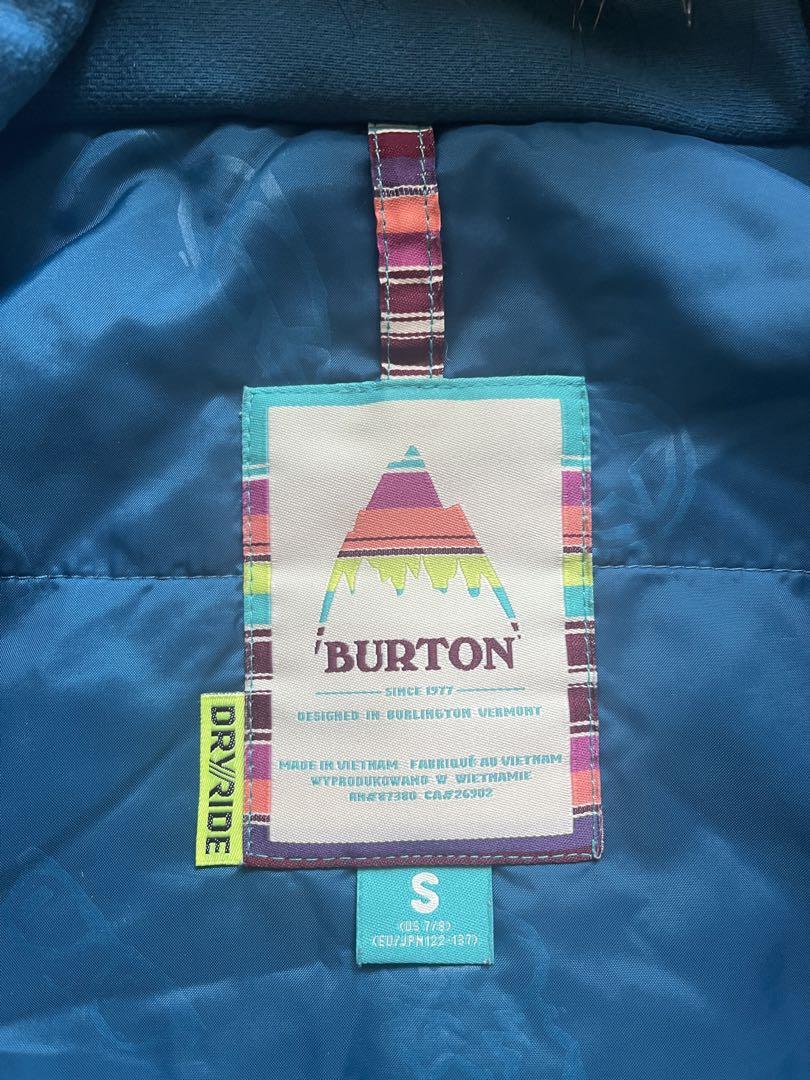 BURTON
SINCE 1977
DESIGNED IN BURLINGTON VERMONT
MADE IN VIETNAM FABRIQUÉ AU VIETNAM
WYPRODUKOWANO W WIETNAMIE
RN#87380 CA#26902
DRY//RIDE
S
(US 7/8)
(EU/JPN122-137)